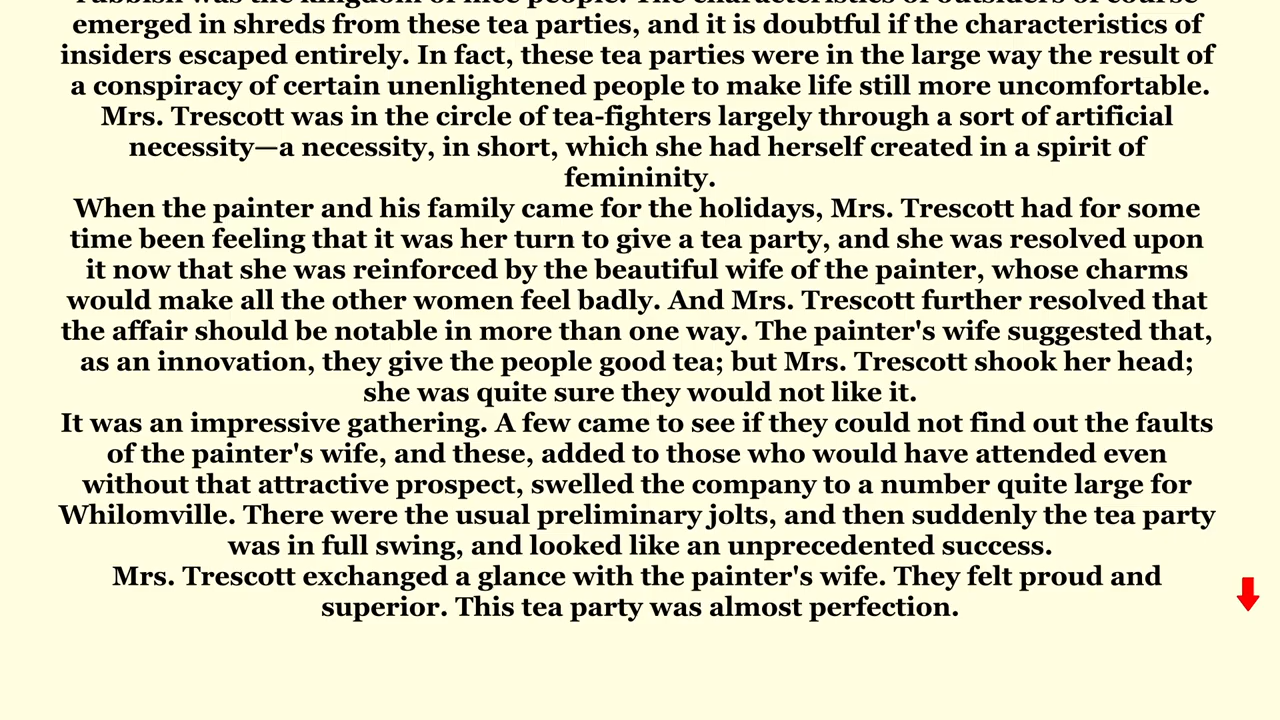 emerged in shreds from these tea parties, and it is doubtful if the characteristics of
insiders escaped entirely. In fact, these tea parties were in the large way the result of
a conspiracy of certain unenlightened people to make life still more uncomfortable.
Mrs. Trescott was in the circle of tea-fighters largely through a sort of artificial
necessity—a necessity, in short, which she had herself created in a spirit of
femininity.
When the painter and his family came for the holidays, Mrs. Trescott had for some
time been feeling that it was her turn to give a tea party, and she was resolved upon
it now that she was reinforced by the beautiful wife of the painter, whose charms
would make all the other women feel badly. And Mrs. Trescott further resolved that
the affair should be notable in more than one way. The painter's wife suggested that,
as an innovation, they give the people good tea; but Mrs. Trescott shook her head;
she was quite sure they would not like it.
It was an impressive gathering. A few came to see if they could not find out the faults
of the painter's wife, and these, added to those who would have attended even
without that attractive prospect, swelled the company to a number quite large for
Whilomville. There were the usual preliminary jolts, and then suddenly the tea party
was in full swing, and looked like an unprecedented success.
Mrs. Trescott exchanged a glance with the painter's wife. They felt proud and
superior. This tea party was almost perfection.